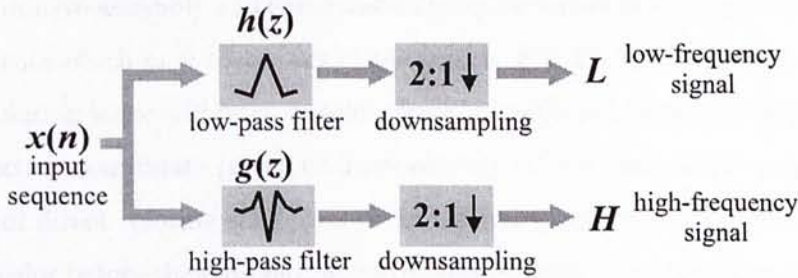 h(z)
2:1↓
L
low-frequency
signal
low-pass filter
downsampling
x(n)
input
sequence
g(z)
2:1↓
H
high-frequency
signal
high-pass filter
downsampling